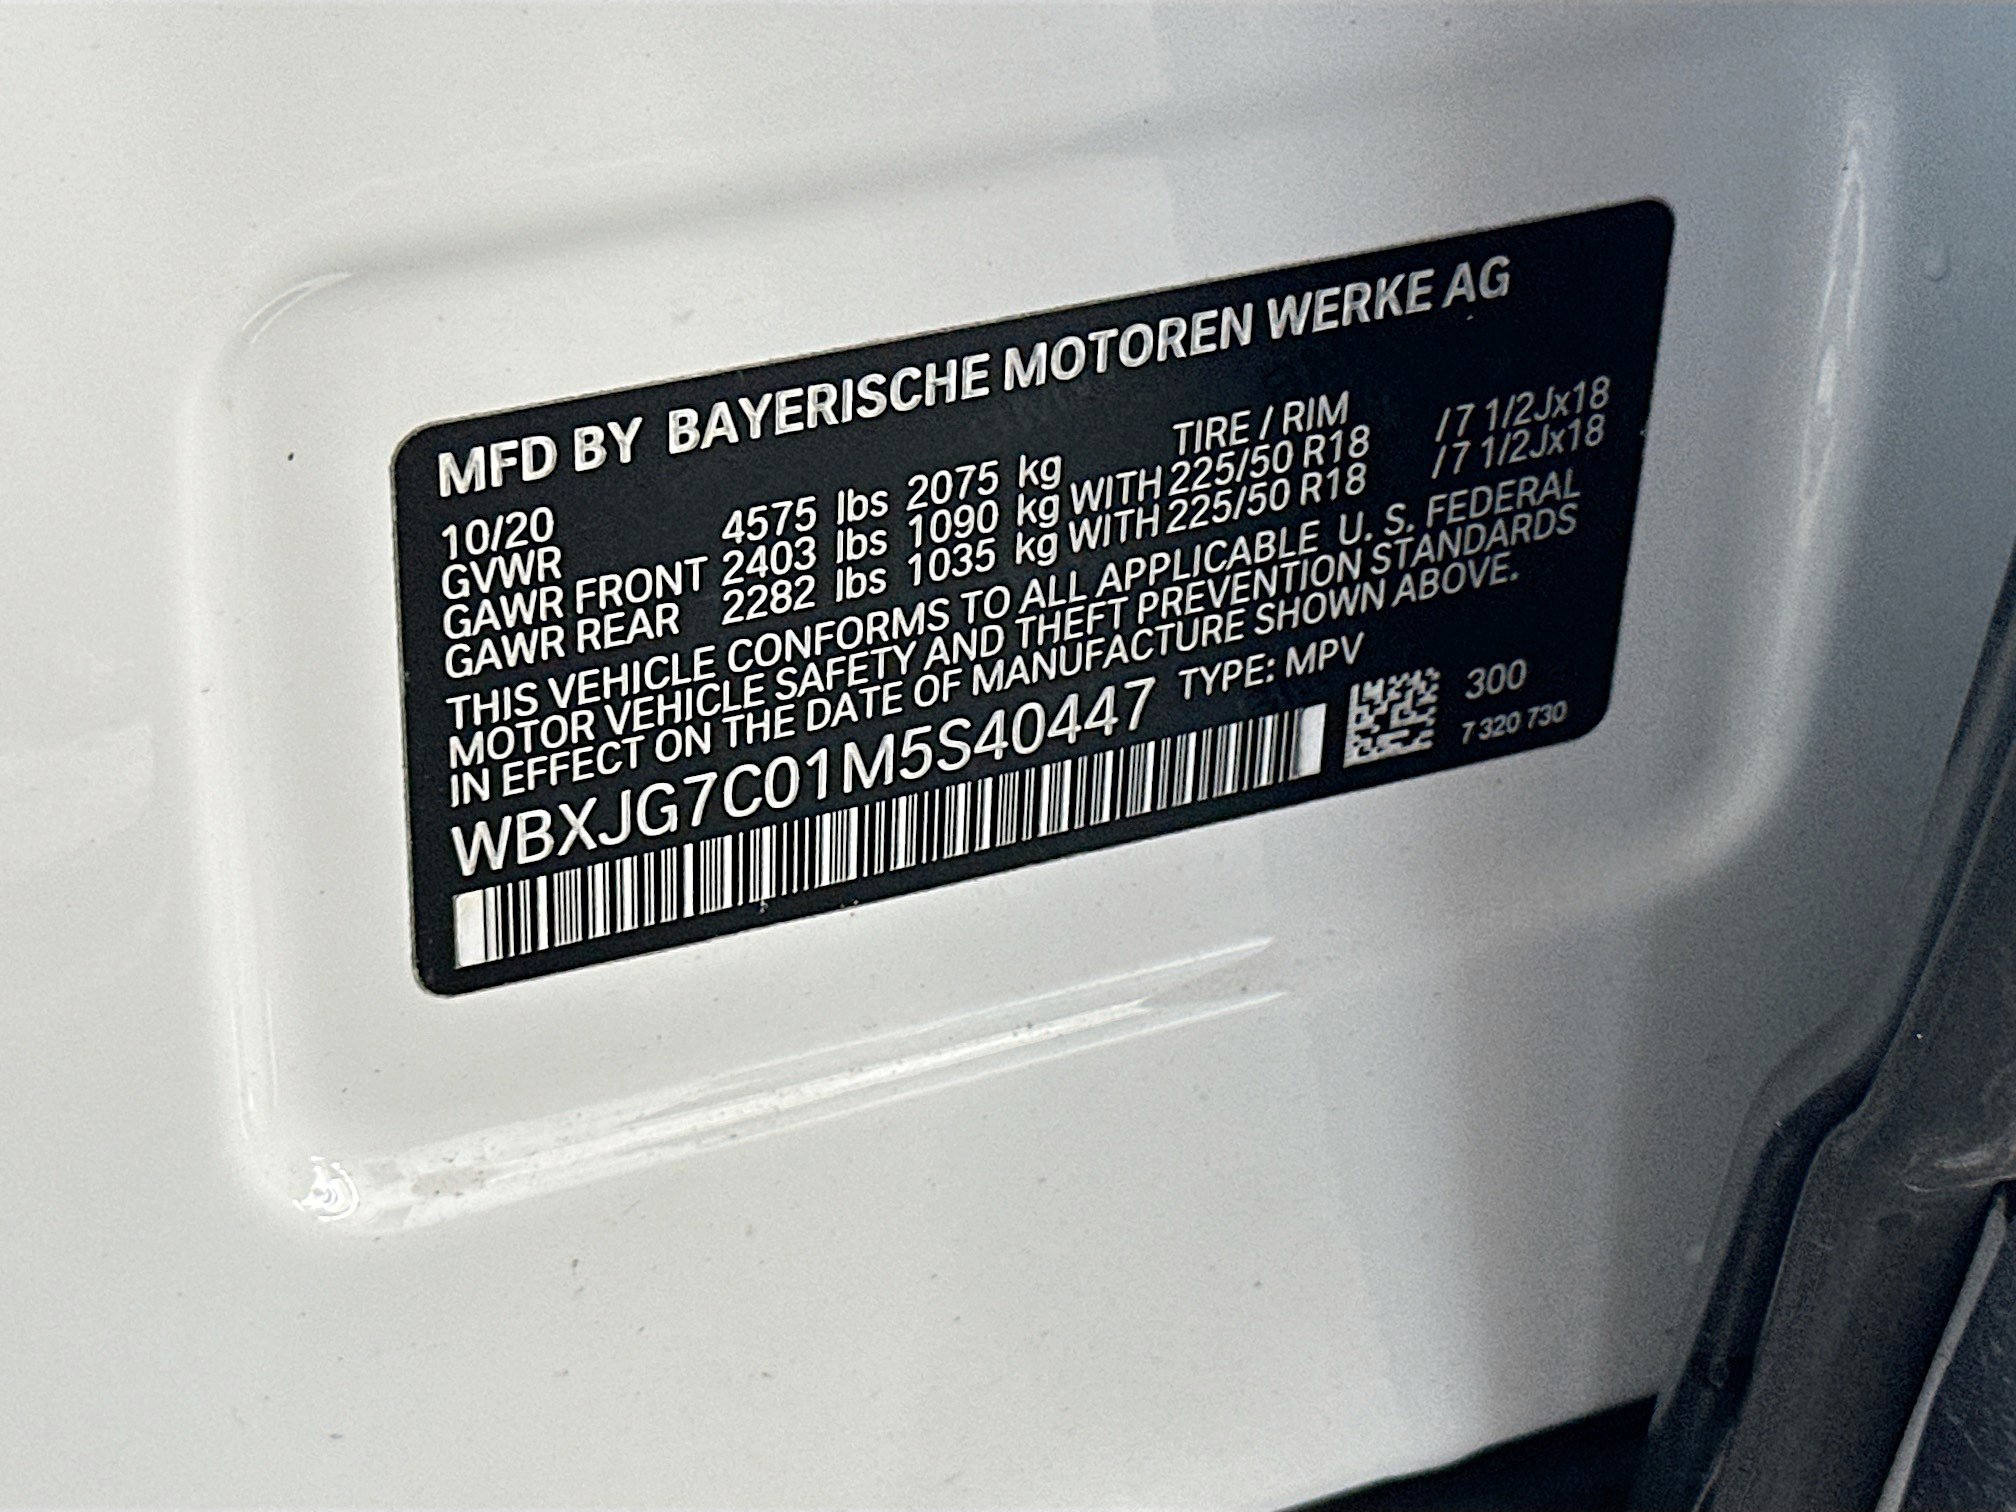 MFD BY BAYERISCHE MOTOREN WERKE AG
10/20 TIRE / RIM
GVWR 4575 lbs 2075 kg
GAWR FRONT 2403 lbs 1090 kg WITH 225/50 R18 / 7 1/2Jx18
GAWR REAR 2282 lbs 1035 kg WITH 225/50 R18 / 7 1/2Jx18
THIS VEHICLE CONFORMS TO ALL APPLICABLE U. S. FEDERAL
MOTOR VEHICLE SAFETY AND THEFT PREVENTION STANDARDS
IN EFFECT ON THE DATE OF MANUFACTURE SHOWN ABOVE.
WBXJG7C01M5S40447 TYPE: MPV
300
7 320 730